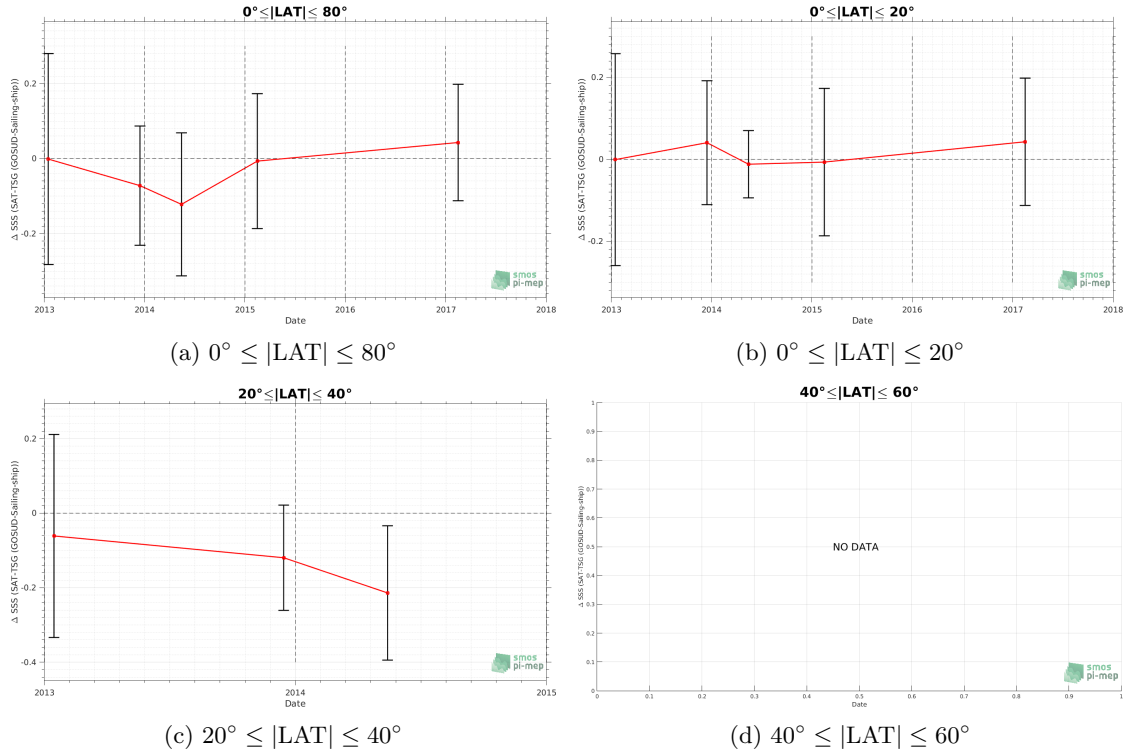 0°≤|LAT|≤ 80°
Δ SSS (SAT-TSG (GOSUD-Sailing-ship))
0.2
0
-0.2
2013 2014 2015 2016 2017 2018
Date
smos
pi-mep
(a) 0° ≤ |LAT| ≤ 80°
0°≤|LAT|≤ 20°
Δ SSS (SAT-TSG (GOSUD-Sailing-ship))
0.2
0
-0.2
2013 2014 2015 2016 2017 2018
Date
smos
pi-mep
(b) 0° ≤ |LAT| ≤ 20°
20°≤|LAT|≤ 40°
Δ SSS (SAT-TSG (GOSUD-Sailing-ship))
0.2
0
-0.2
-0.4
2013 2014 2015
Date
smos
pi-mep
(c) 20° ≤ |LAT| ≤ 40°
40°≤|LAT|≤ 60°
Δ SSS (SAT-TSG (GOSUD-Sailing-ship))
1
0.9
0.8
0.7
0.6
0.5
0.4
0.3
0.2
0.1
0
NO DATA
0 0.1 0.2 0.3 0.4 0.5 0.6 0.7 0.8 0.9 1
Date
smos
pi-mep
(d) 40° ≤ |LAT| ≤ 60°